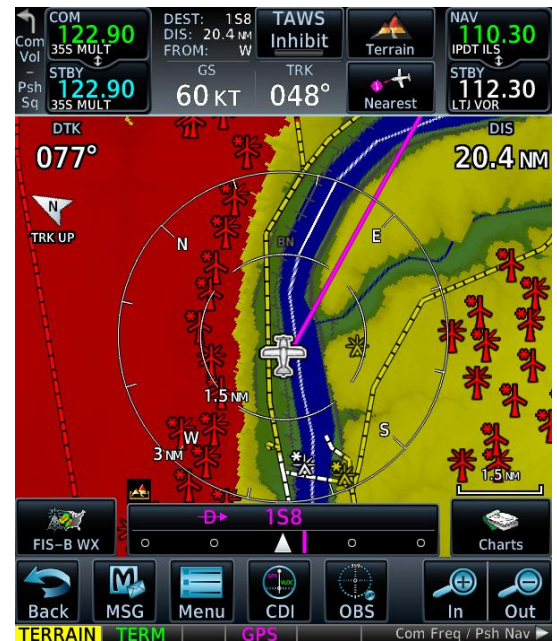 COM
122.90
35S MULT
Com
Vol
–
Psh
Sq
STBY
122.90
35S MULT
DEST: 1S8
DIS: 20.4 NM
FROM: W
TAWS
Inhibit
GS
60 KT
TRK
048°
Terrain
Nearest
NAV
110.30
IPDT ILS
STBY
112.30
LTJ VOR
DTK
077°
DIS
20.4 NM
N
TRK UP
N
BN
E
1.5 NM
W
3 NM
S
1.5 NM
FIS-B WX
D 1S8
Charts
GPS
VLOC
Back
MSG
Menu
CDI
OBS
In
Out
TERRAIN TERM GPS Com Freq / Psh Nav